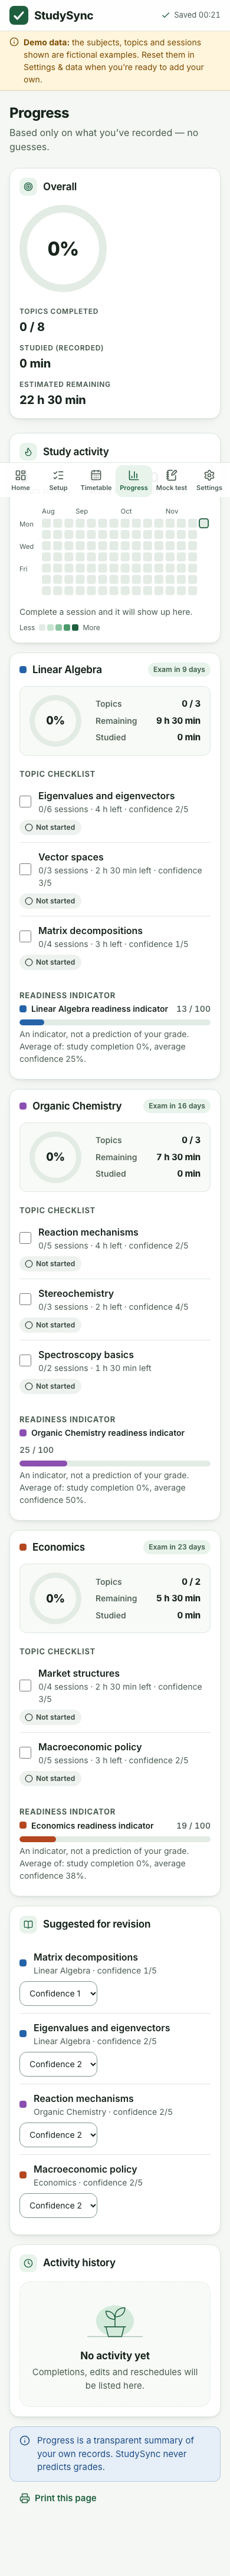 StudySync
Saved 00:21
Demo data: the subjects, topics and sessions
shown are fictional examples. Reset them in
Settings & data when you're ready to add your
own.
Progress
Based only on what you've recorded — no
guesses.
Overall
0%
TOPICS COMPLETED
0 / 8
STUDIED (RECORDED)
0 min
ESTIMATED REMAINING
22 h 30 min
Study activity
Home
Setup
Timetable
Progress
Mock test
Settings
Aug Sep Oct Nov
Mon
Wed
Fri
Complete a session and it will show up here.
Less More
Linear Algebra
Exam in 9 days
0%
Topics 0 / 3
Remaining 9 h 30 min
Studied 0 min
TOPIC CHECKLIST
Eigenvalues and eigenvectors
0/6 sessions · 4 h left · confidence 2/5
Not started
Vector spaces
0/3 sessions · 2 h 30 min left · confidence
3/5
Not started
Matrix decompositions
0/4 sessions · 3 h left · confidence 1/5
Not started
READINESS INDICATOR
Linear Algebra readiness indicator 13 / 100
An indicator, not a prediction of your grade.
Average of: study completion 0%, average
confidence 25%.
Organic Chemistry
Exam in 16 days
0%
Topics 0 / 3
Remaining 7 h 30 min
Studied 0 min
TOPIC CHECKLIST
Reaction mechanisms
0/5 sessions · 4 h left · confidence 2/5
Not started
Stereochemistry
0/3 sessions · 2 h left · confidence 4/5
Not started
Spectroscopy basics
0/2 sessions · 1 h 30 min left
Not started
READINESS INDICATOR
Organic Chemistry readiness indicator
25 / 100
An indicator, not a prediction of your grade.
Average of: study completion 0%, average
confidence 50%.
Economics
Exam in 23 days
0%
Topics 0 / 2
Remaining 5 h 30 min
Studied 0 min
TOPIC CHECKLIST
Market structures
0/4 sessions · 2 h 30 min left · confidence
3/5
Not started
Macroeconomic policy
0/5 sessions · 3 h left · confidence 2/5
Not started
READINESS INDICATOR
Economics readiness indicator 19 / 100
An indicator, not a prediction of your grade.
Average of: study completion 0%, average
confidence 38%.
Suggested for revision
Matrix decompositions
Linear Algebra · confidence 1/5
Confidence 1
Eigenvalues and eigenvectors
Linear Algebra · confidence 2/5
Confidence 2
Reaction mechanisms
Organic Chemistry · confidence 2/5
Confidence 2
Macroeconomic policy
Economics · confidence 2/5
Confidence 2
Activity history
No activity yet
Completions, edits and reschedules will
be listed here.
Progress is a transparent summary of
your own records. StudySync never
predicts grades.
Print this page